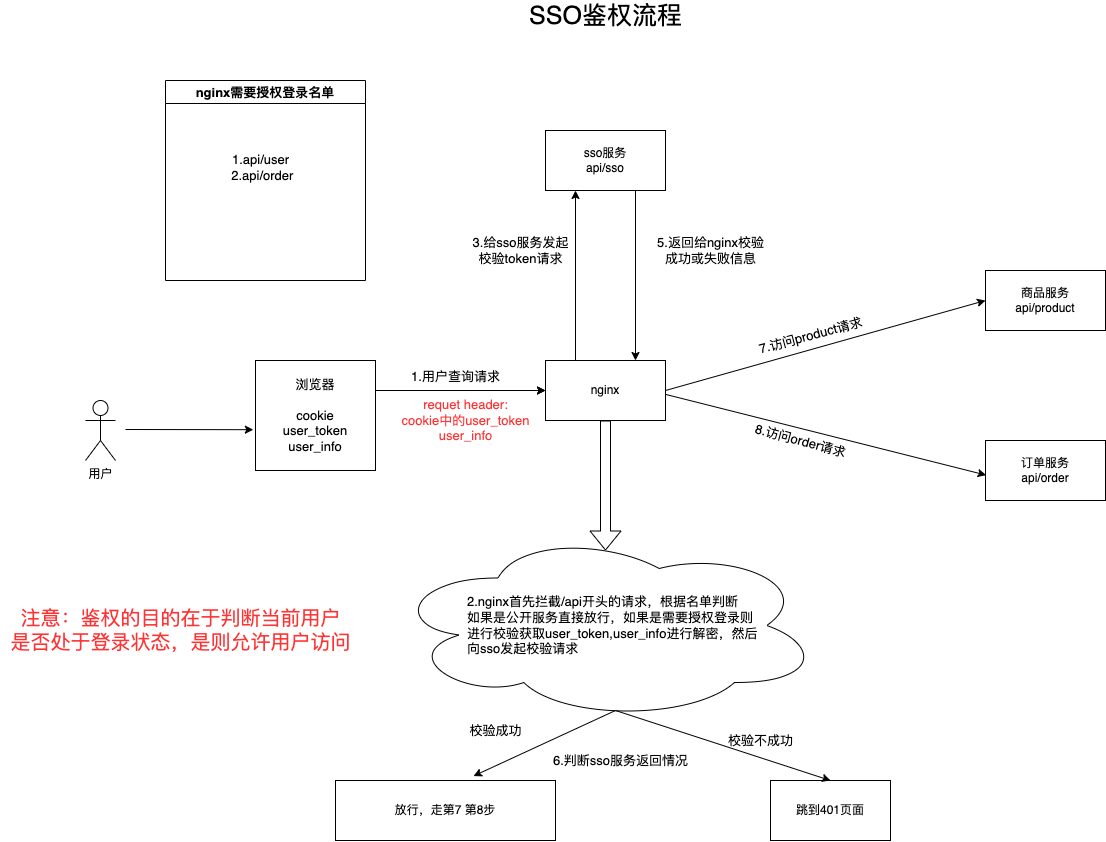 SSO鉴权流程
nginx需要授权登录名单
1.api/user
2.api/order
sso服务
api/sso
3.给sso服务发起
校验token请求
5.返回给nginx校验
成功或失败信息
商品服务
api/product
7.访问product请求
浏览器
cookie
user_token
user_info
1.用户查询请求
requet header:
cookie中的user_token
user_info
nginx
用户
8.访问order请求
订单服务
api/order
2.nginx首先拦截/api开头的请求，根据名单判断
如果是公开服务直接放行，如果是需要授权登录则
进行校验获取user_token,user_info进行解密，然后
向sso发起校验请求
注意：鉴权的目的在于判断当前用户
是否处于登录状态，是则允许用户访问
校验成功
校验不成功
6.判断sso服务返回情况
放行，走第7 第8步
跳到401页面